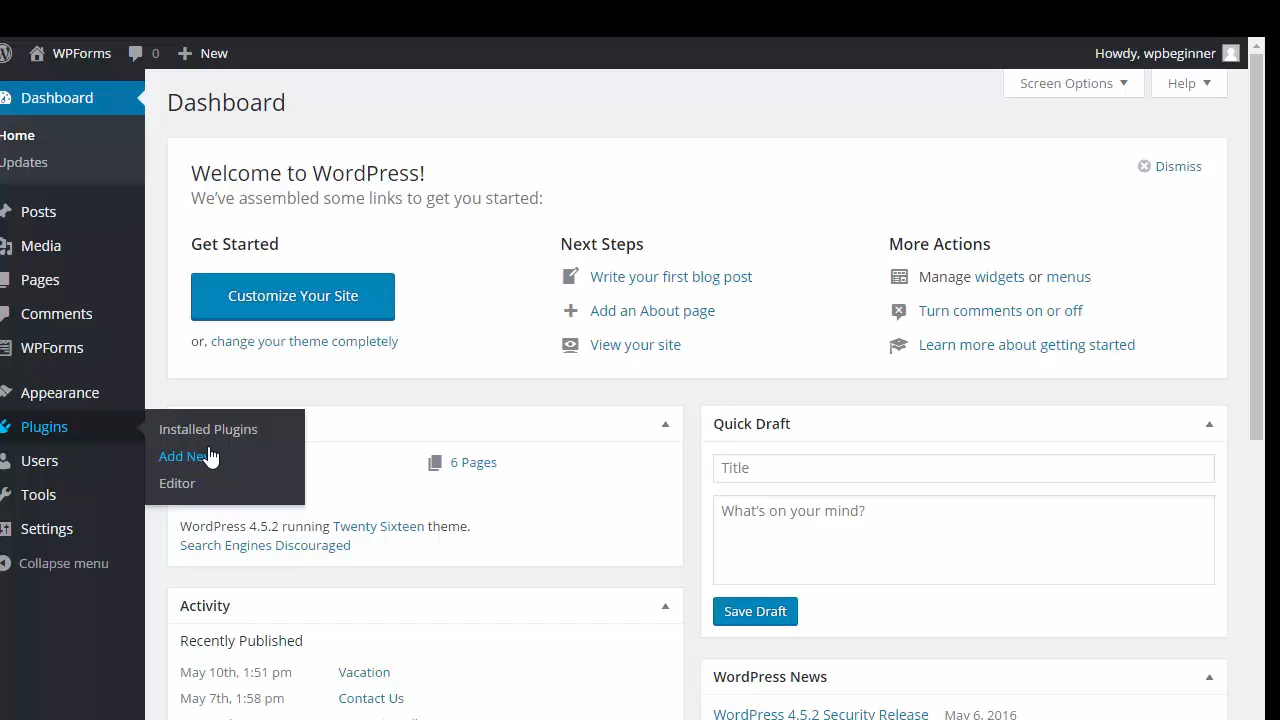 WPForms 0 New Howdy, wpbeginner
Dashboard
Home
Updates
Posts
Media
Pages
Comments
WPForms
Appearance
Plugins
Users
Tools
Settings
Collapse menu
Installed Plugins
Add New
Editor
Screen Options Help
Dashboard
Welcome to WordPress!
We've assembled some links to get you started:
Dismiss
Get Started
Customize Your Site
or, change your theme completely
Next Steps
Write your first blog post
Add an About page
View your site
More Actions
Manage widgets or menus
Turn comments on or off
Learn more about getting started
6 Pages
WordPress 4.5.2 running Twenty Sixteen theme.
Search Engines Discouraged
Activity
Recently Published
May 10th, 1:51 pm Vacation
May 7th, 1:58 pm Contact Us
Quick Draft
Title
What's on your mind?
Save Draft
WordPress News
WordPress 4.5.2 Security Release May 6, 2016